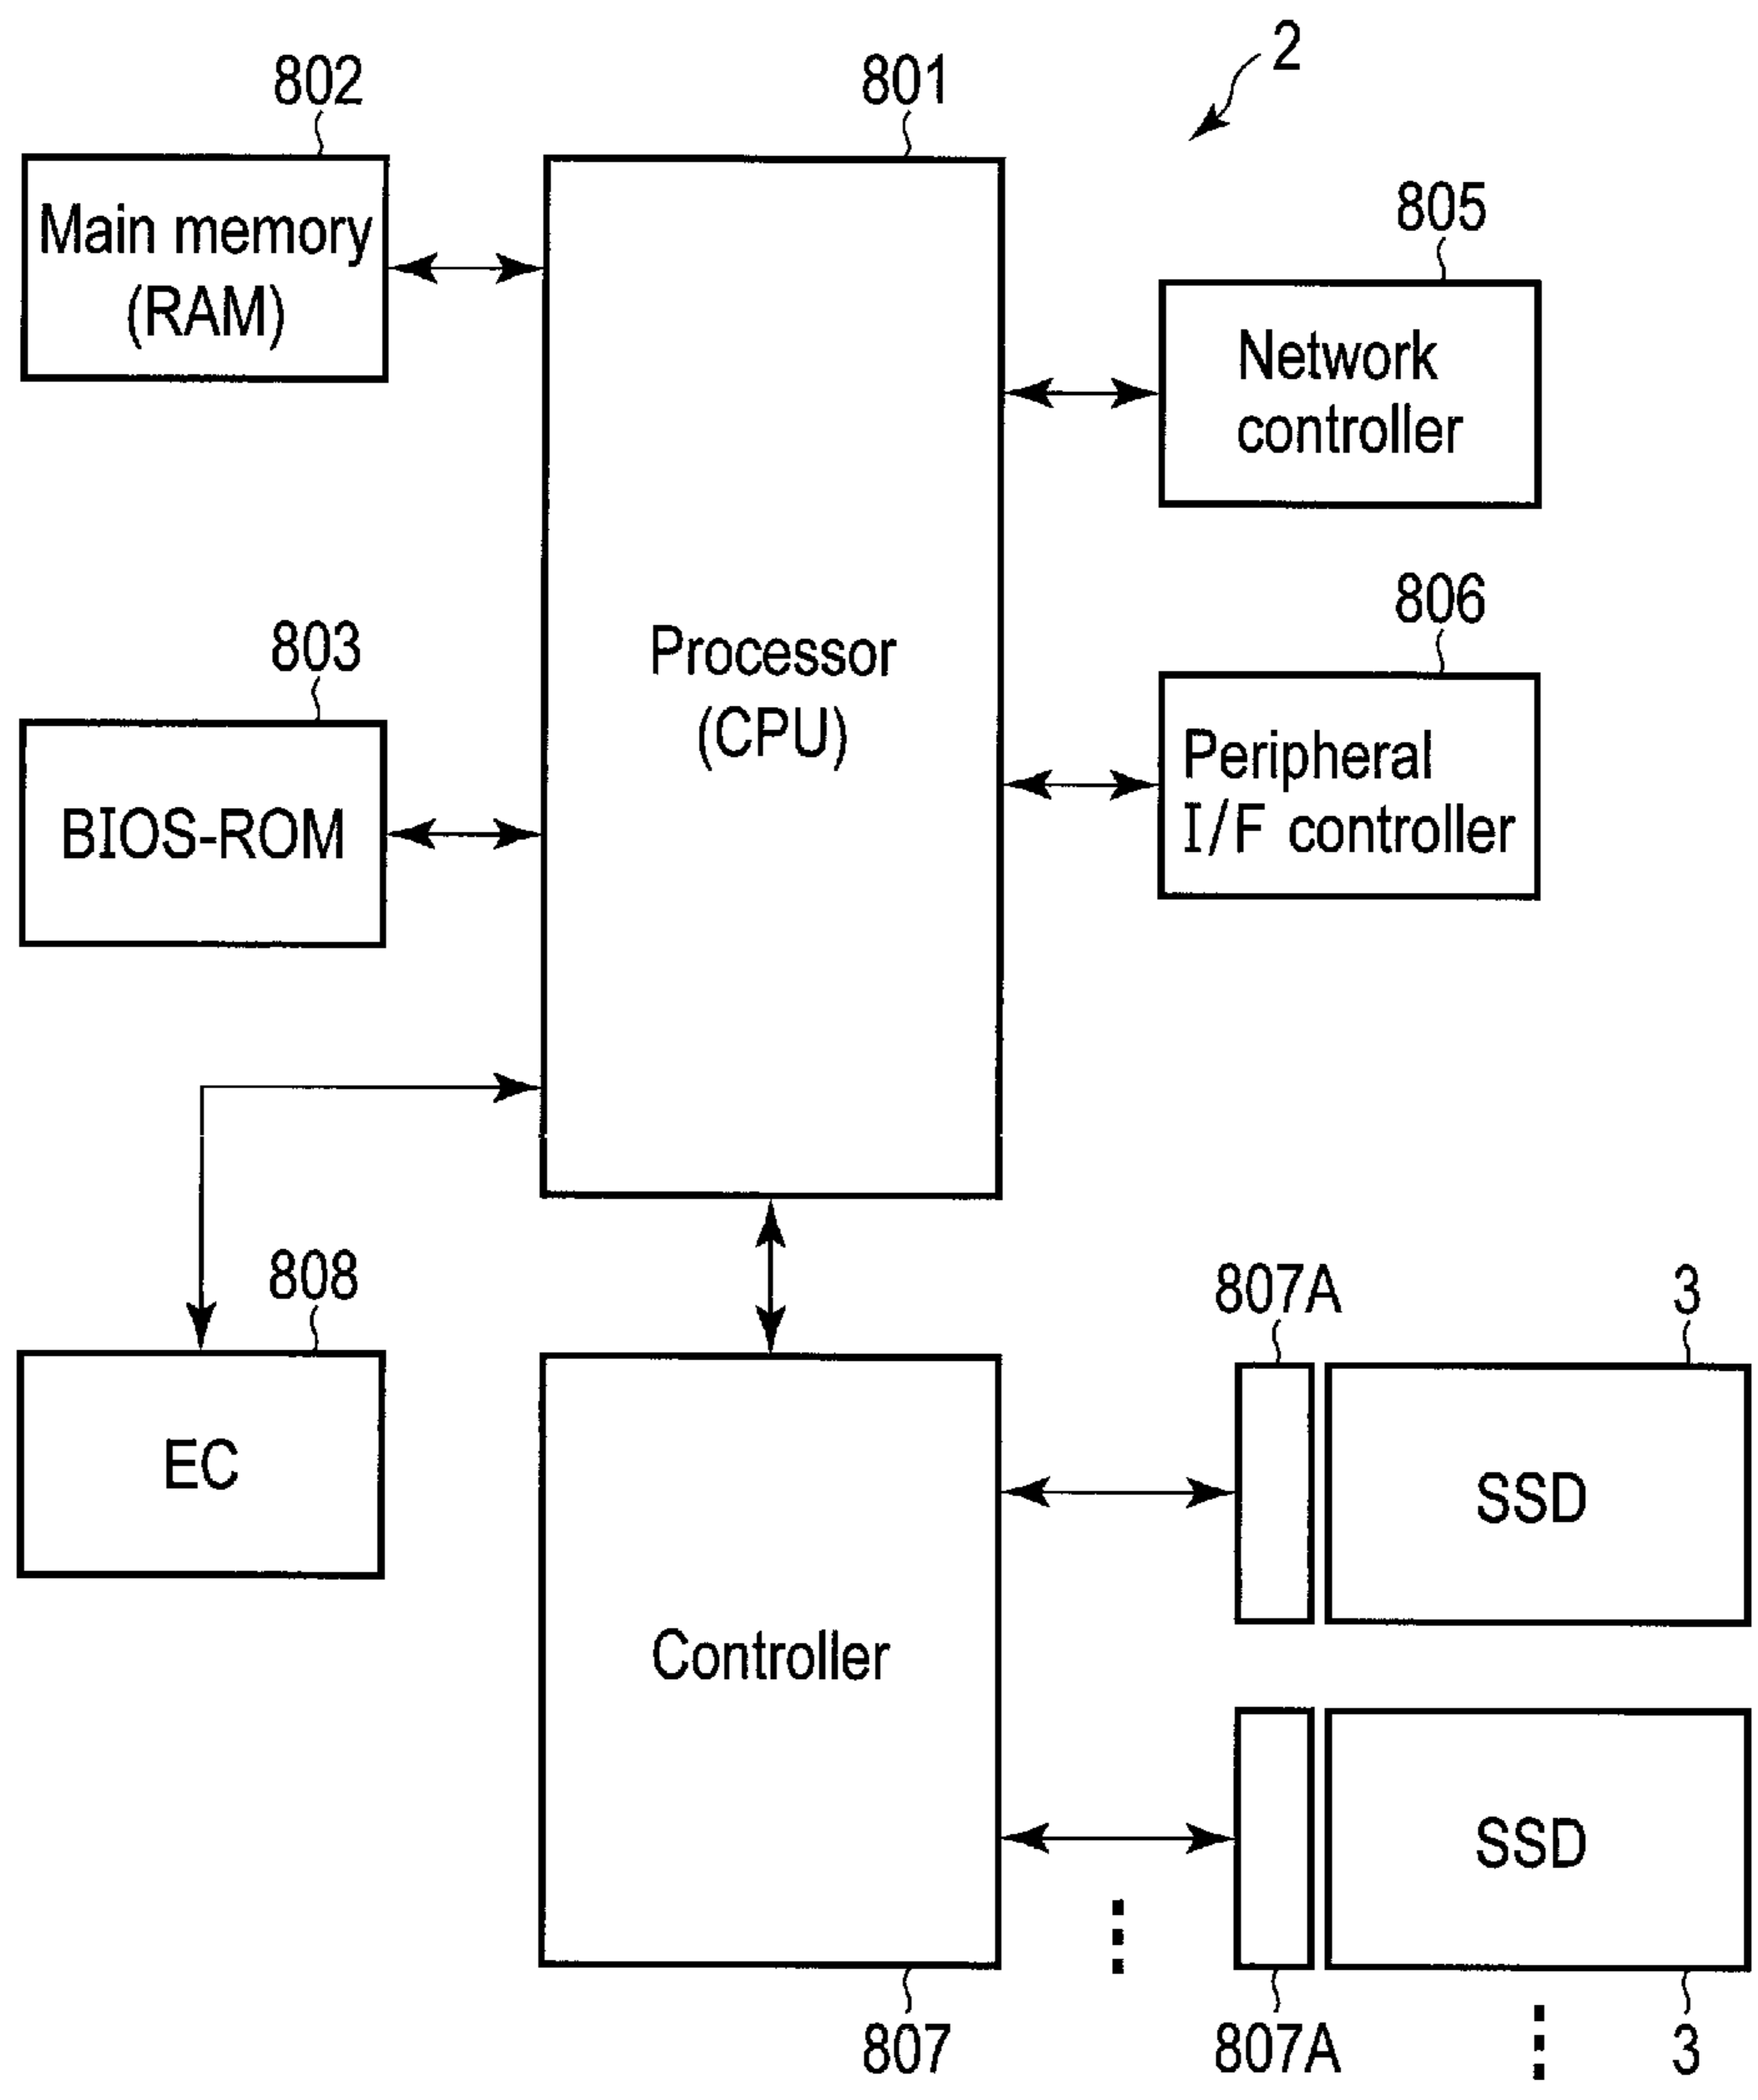 2
802
801
Main memory
(RAM)
805
Network
controller
803
Processor
(CPU)
806
BIOS-ROM
Peripheral
I/F controller
808
EC
807A
3
SSD
Controller
SSD
807
807A
3